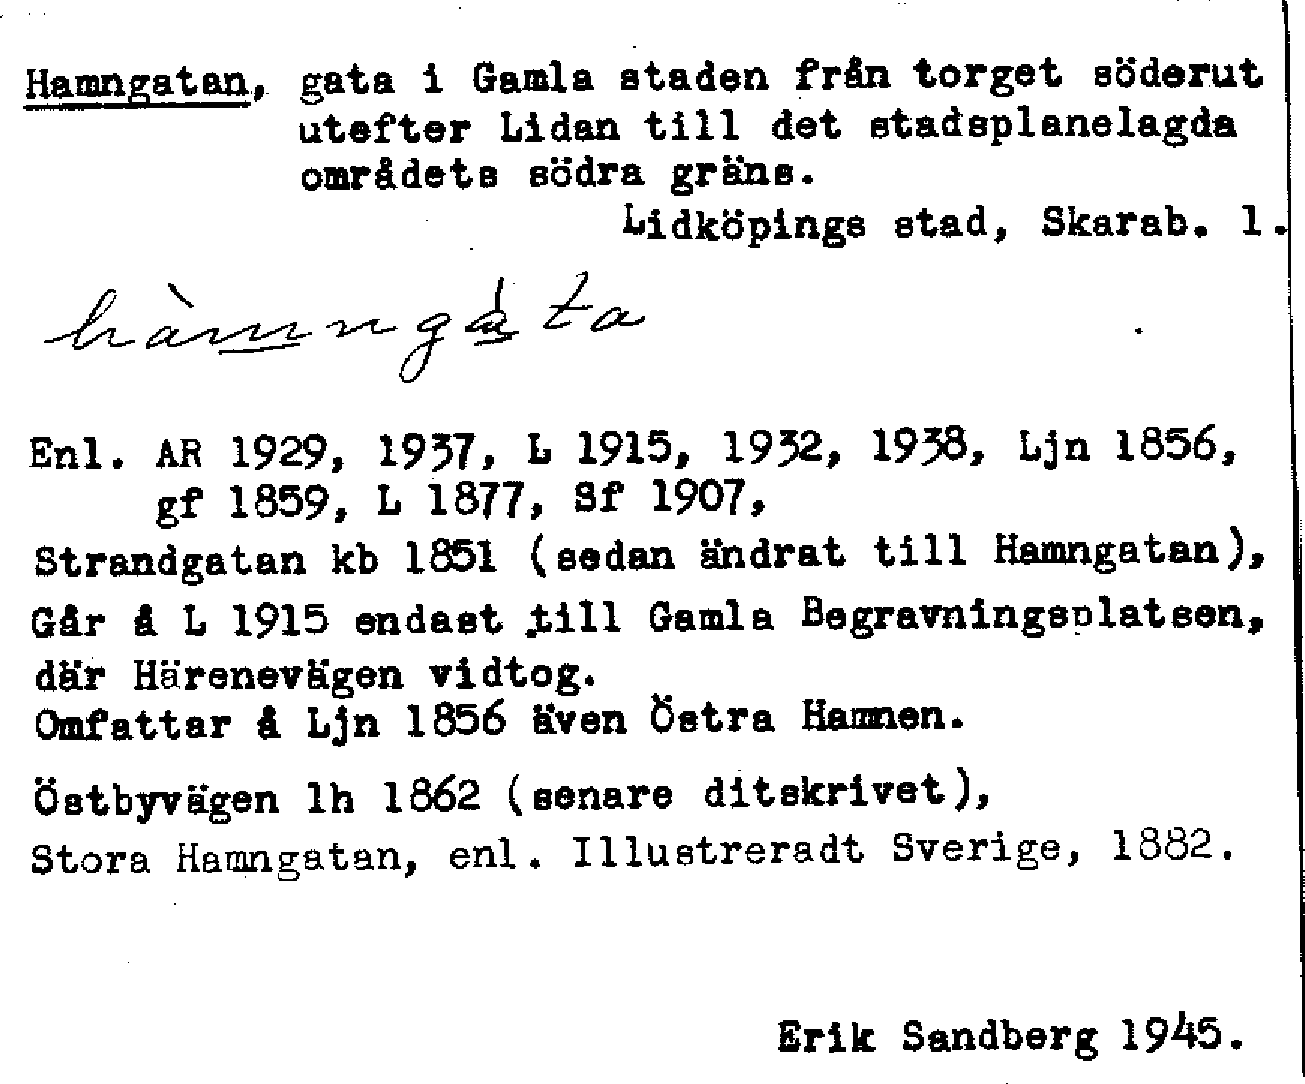 Hamngatan, gata i Gamla staden från torget söderut
utefter Lidan till det stadsplanelagda
områdets södra gräns.
Lidköpings stad, Skarab. l.
hàmngáta
Enl. AR 1929, 1937, L 1915, 1932, 1938, Ljn 1856,
gf 1859, L 1877, Sf 1907,
Strandgatan kb 1851 (sedan ändrat till Hamngatan),
Går å L 1915 endast till Gamla Begravningsplatsen,
där Härenevägen vidtog.
Omfattar å Ljn 1856 även Östra Hamnen.
Östbyvägen lh 1862 (senare ditskrivet),
Stora Hamngatan, enl. Illustreradt Sverige, 1882.
Erik Sandberg 1945.